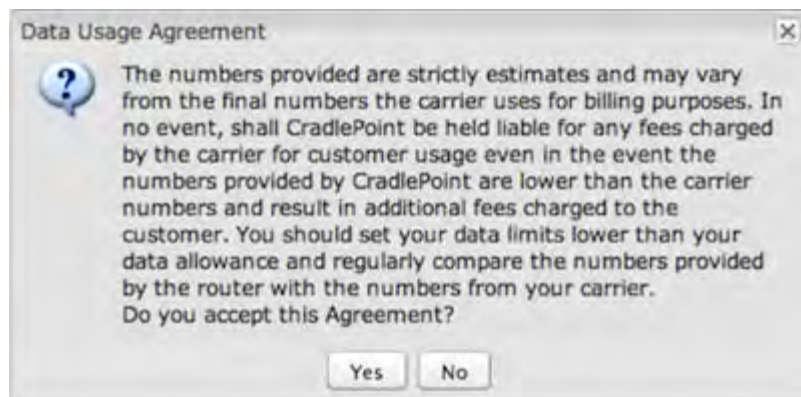 Data Usage Agreement
The numbers provided are strictly estimates and may vary
from the final numbers the carrier uses for billing purposes. In
no event, shall CradlePoint be held liable for any fees charged
by the carrier for customer usage even in the event the
numbers provided by CradlePoint are lower than the carrier
numbers and result in additional fees charged to the
customer. You should set your data limits lower than your
data allowance and regularly compare the numbers provided
by the router with the numbers from your carrier.
Do you accept this Agreement?
Yes No